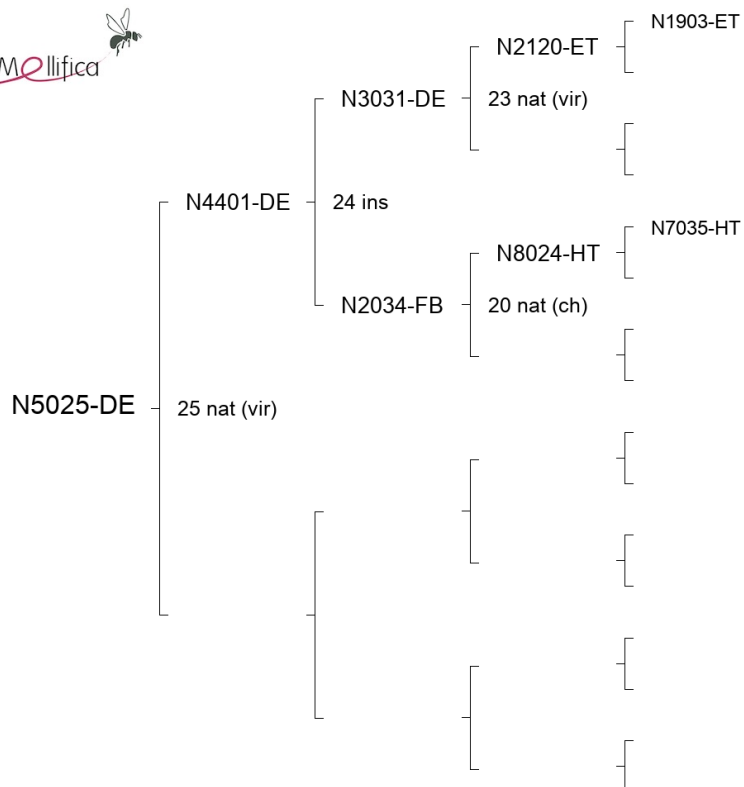 Mellifica
N1903-ET
N2120-ET
N3031-DE
23 nat (vir)
N4401-DE
24 ins
N7035-HT
N8024-HT
N2034-FB
20 nat (ch)
N5025-DE
25 nat (vir)